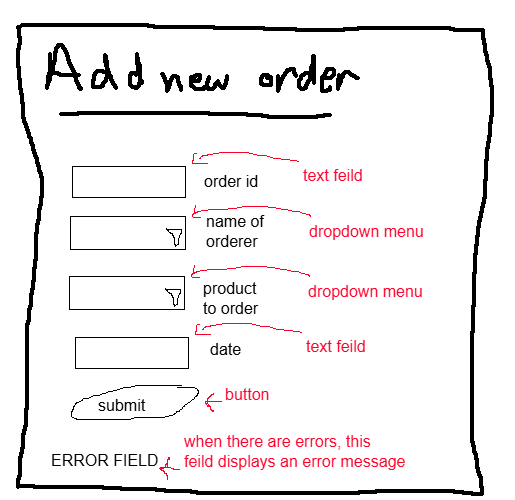 Add new order
order id
text feild
name of
orderer
dropdown menu
product
to order
dropdown menu
date
text feild
submit
button
ERROR FIELD
when there are errors, this
feild displays an error message